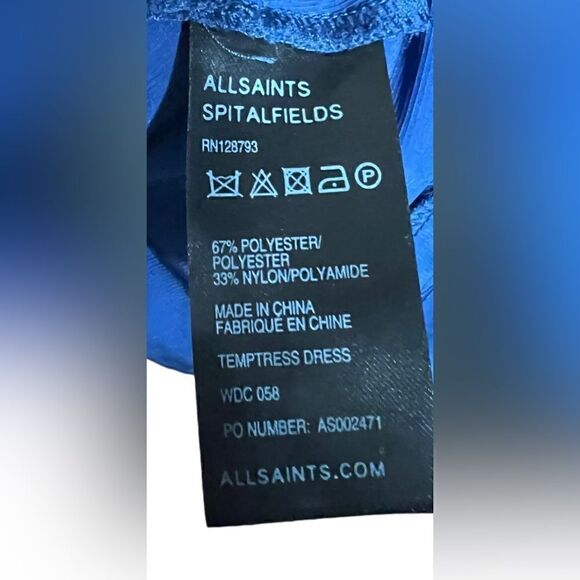 ALLSAINTS
SPITALFIELDS
RN128793
P
67% POLYESTER/
POLYESTER
33% NYLON/POLYAMIDE
MADE IN CHINA
FABRIQUÉ EN CHINE
TEMPTRESS DRESS
WDC 058
PO NUMBER: AS002471
ALLSAINTS.COM